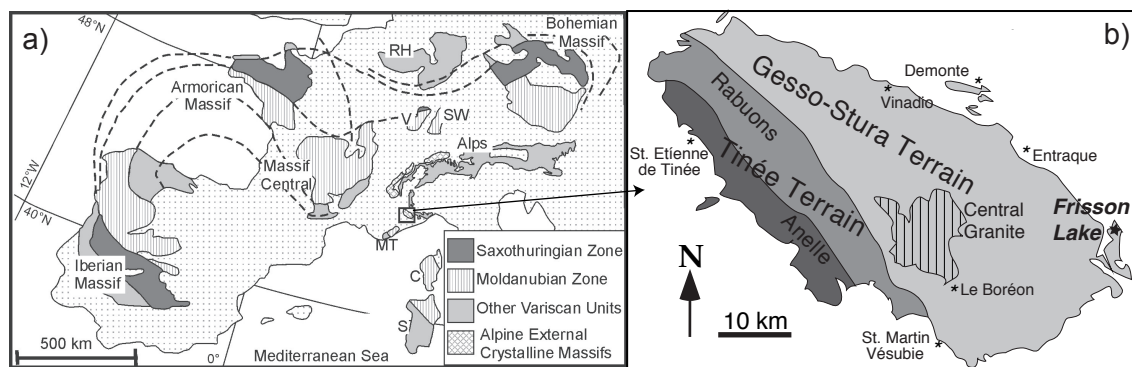 a)
48°N
12°W
40°N
0°
Armorican
Massif
RH
Bohemian
Massif
V
SW
Massif
Central
Alps
MT
C
S
Iberian
Massif
500 km
Mediterranean Sea
Saxothuringian Zone
Moldanubian Zone
Other Variscan Units
Alpine External
Crystalline Massifs
b)
Gesso-Stura Terrain
Rabuons
Tinée Terrain
Anelle
Demonte
Vinadio
Entraque
St. Etienne
de Tinée
Central
Granite
Frisson
Lake
Le Boréon
St. Martin
Vésubie
N
10 km